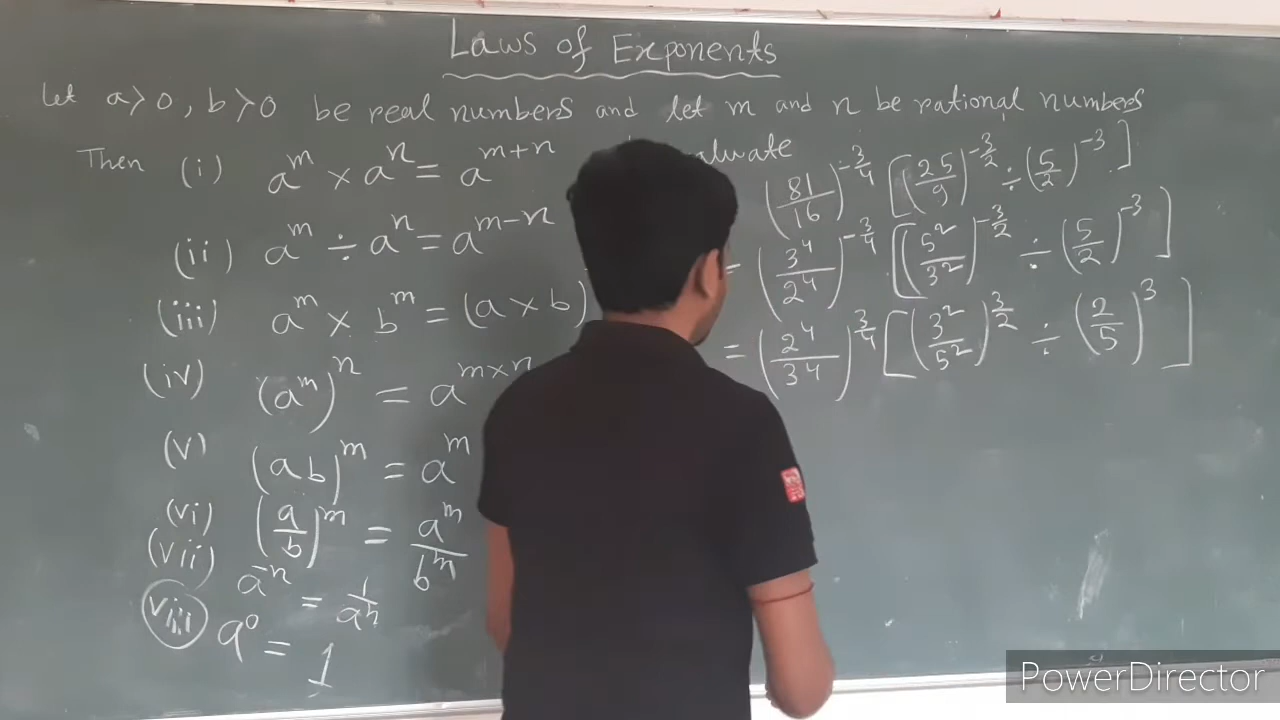 Laws of Exponents
Let a > 0, b > 0 be real numbers and let m and n be rational numbers
Then (i) a^m × a^n = a^(m+n)
(ii) a^m ÷ a^n = a^(m-n)
(iii) a^m × b^m = (a × b)
(iv) (a^m)^n = a^(m×n)
(v) (ab)^m = a^m
(vi) (a/b)^m = a^m/b^m
(vii) a^-n = 1/a^n
(viii) a^0 = 1
(81/16)^(-3/4) [(25/9)^(-3/2) ÷ (5/2)^-3]
= (3^4/2^4)^(-3/4) [(5^2/3^2)^(-3/2) ÷ (5/2)^-3]
= (2^4/3^4)^(3/4) [(3^2/5^2)^(3/2) ÷ (2/5)^3]
PowerDirector